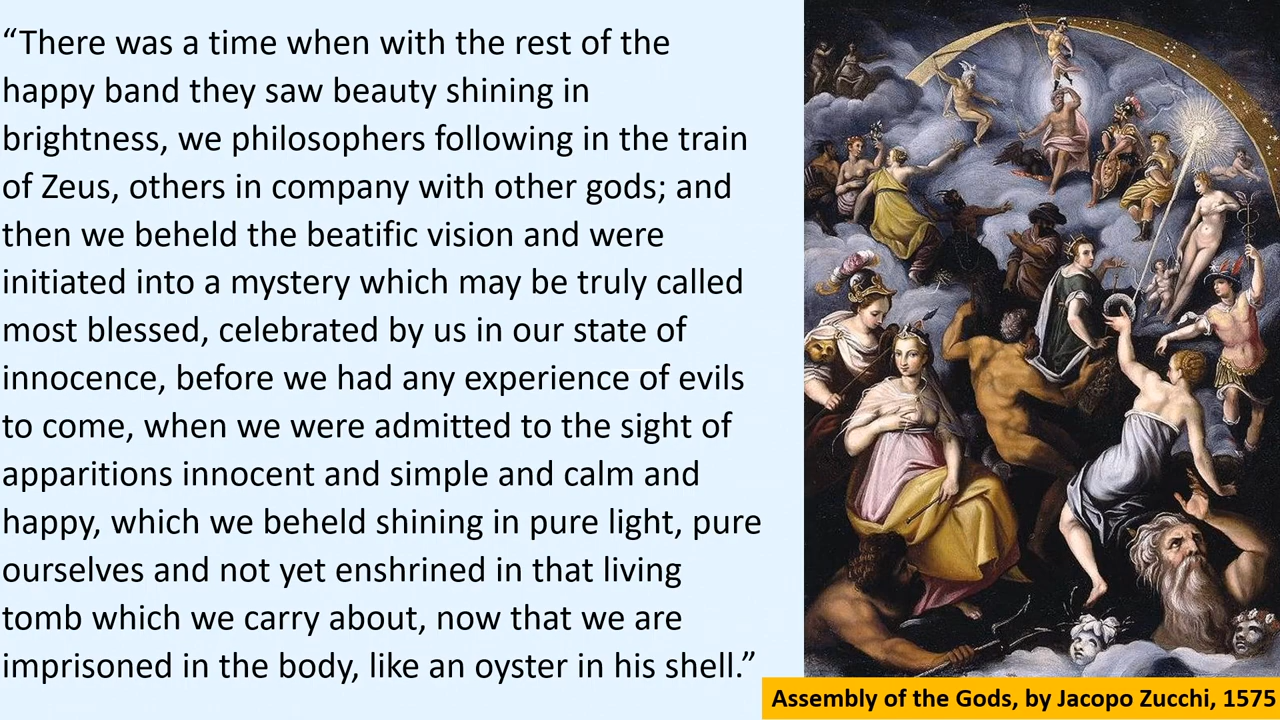 “There was a time when with the rest of the
happy band they saw beauty shining in
brightness, we philosophers following in the train
of Zeus, others in company with other gods; and
then we beheld the beatific vision and were
initiated into a mystery which may be truly called
most blessed, celebrated by us in our state of
innocence, before we had any experience of evils
to come, when we were admitted to the sight of
apparitions innocent and simple and calm and
happy, which we beheld shining in pure light, pure
ourselves and not yet enshrined in that living
tomb which we carry about, now that we are
imprisoned in the body, like an oyster in his shell.”
Assembly of the Gods, by Jacopo Zucchi, 1575